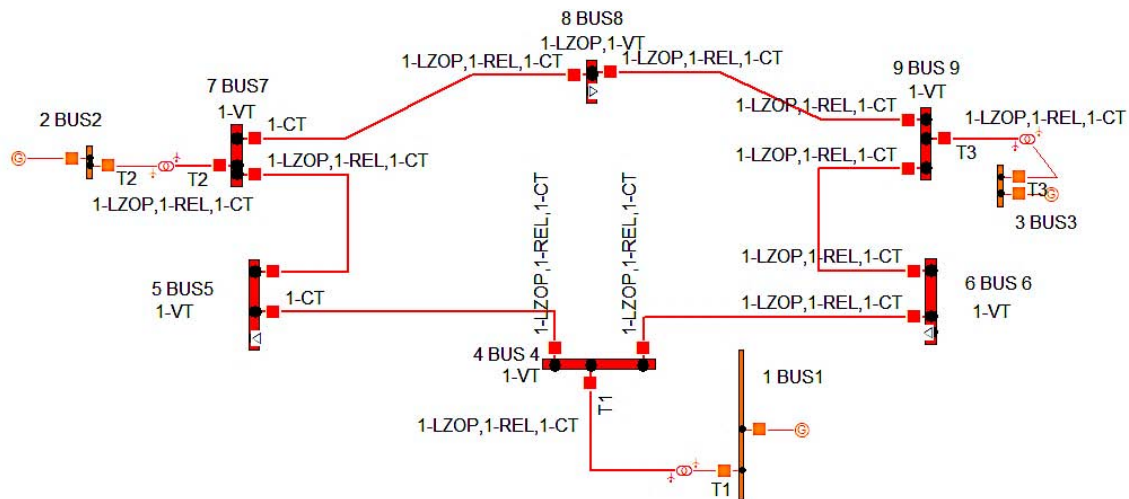 8 BUS8
1-LZOP,1-VT
1-LZOP,1-REL,1-CT
1-LZOP,1-REL,1-CT
9 BUS 9
1-VT
7 BUS7
1-VT
1-LZOP,1-REL,1-CT
1-LZOP,1-REL,1-CT
2 BUS2
1-CT
T3
G
1-LZOP,1-REL,1-CT
1-LZOP,1-REL,1-CT
T2
T2
T3
G
1-LZOP,1-REL,1-CT
3 BUS3
1-LZOP,1-REL,1-CT
1-LZOP,1-REL,1-CT
1-LZOP,1-REL,1-CT
5 BUS5
1-VT
1-CT
6 BUS 6
1-VT
1-LZOP,1-REL,1-CT
4 BUS 4
1-VT
T1
1 BUS1
1-LZOP,1-REL,1-CT
G
T1